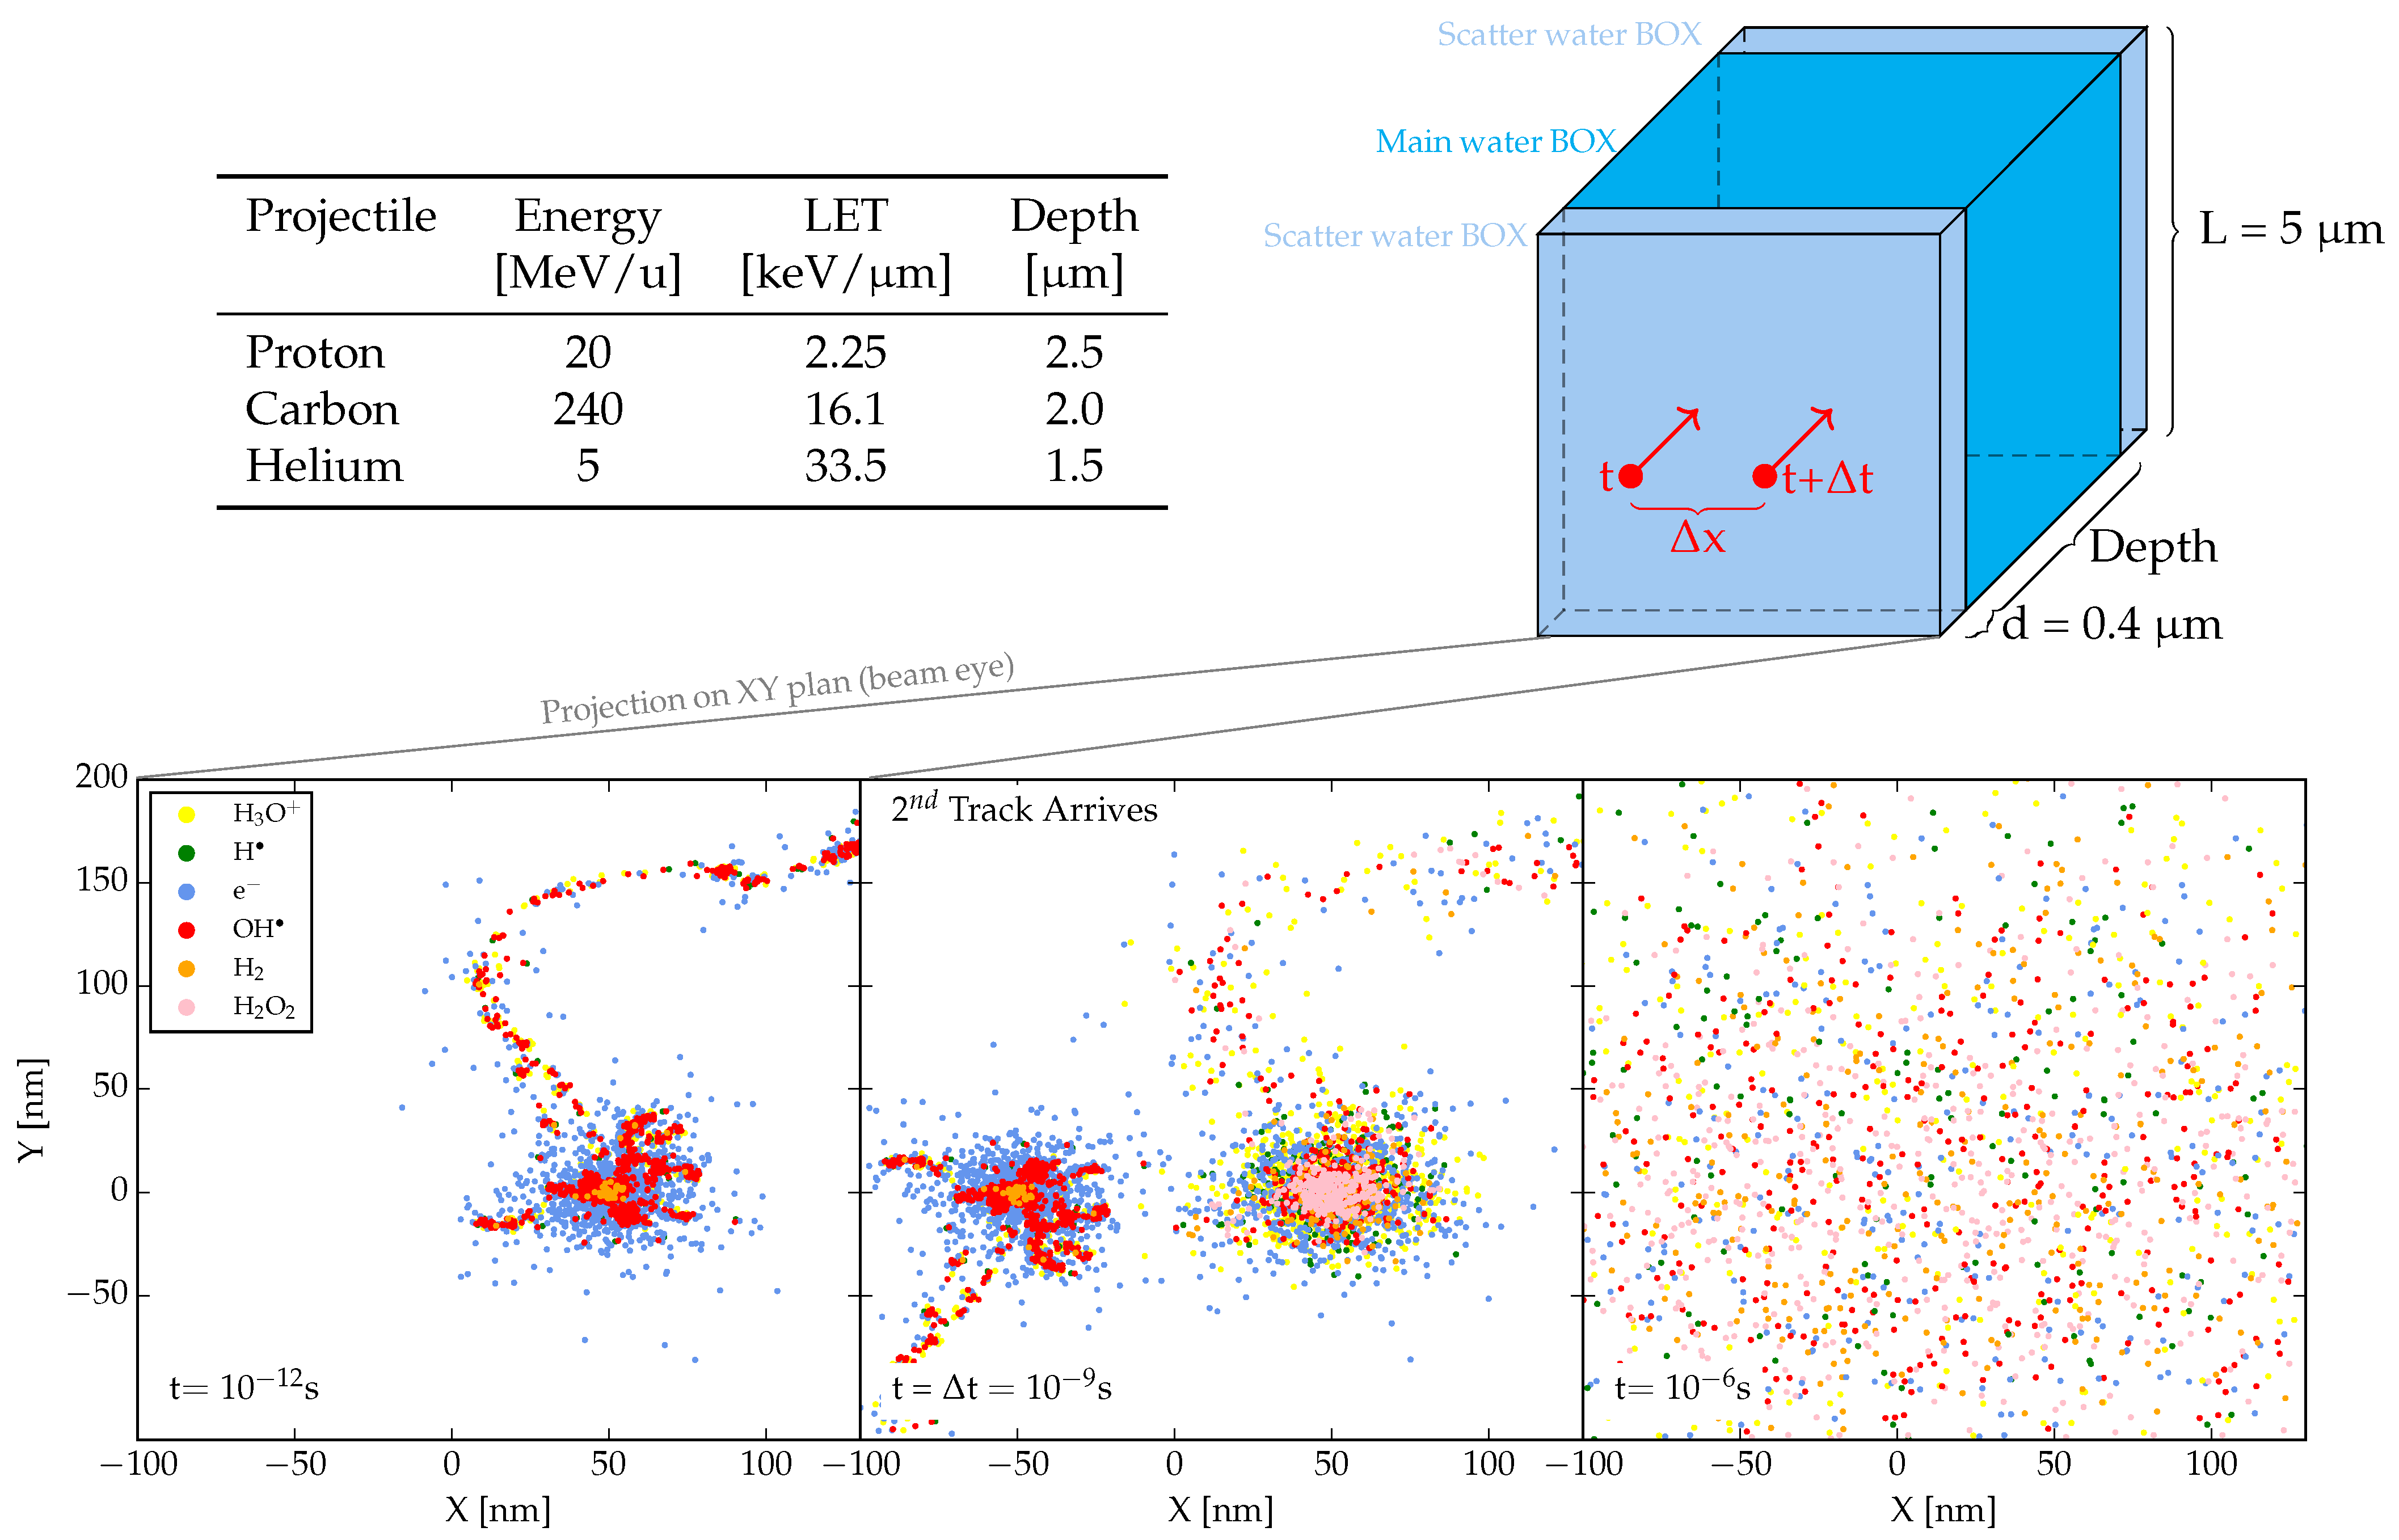 Scatter water BOX
Main water BOX
Scatter water BOX
Projectile Energy LET Depth
[MeV/u] [keV/μm] [μm]
Proton 20 2.25 2.5
Carbon 240 16.1 2.0
Helium 5 33.5 1.5
L = 5 μm
t t+Δt
Δx
Depth
d = 0.4 μm
Projection on XY plan (beam eye)
200
150
100
50
0
−50
Y [nm]
H₃O⁺
H•
e⁻
OH•
H₂
H₂O₂
t= 10⁻¹²s
2ⁿᵈ Track Arrives
t = Δt = 10⁻⁹s
t= 10⁻⁶s
−100 −50 0 50 100 −100 −50 0 50 100 −100 −50 0 50 100
X [nm] X [nm] X [nm]